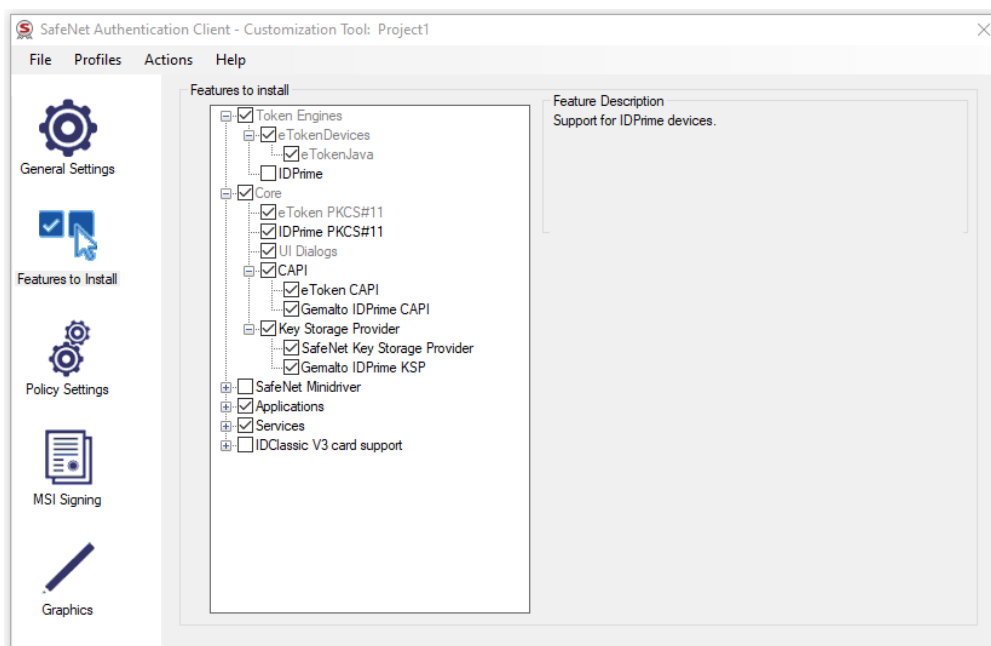 SafeNet Authentication Client - Customization Tool: Project1
File Profiles Actions Help
General Settings
Features to Install
Policy Settings
MSI Signing
Graphics
Features to install
Token Engines
eTokenDevices
eTokenJava
IDPrime
Core
eToken PKCS#11
IDPrime PKCS#11
UI Dialogs
CAPI
eToken CAPI
Gemalto IDPrime CAPI
Key Storage Provider
SafeNet Key Storage Provider
Gemalto IDPrime KSP
SafeNet Minidriver
Applications
Services
IDClassic V3 card support
Feature Description
Support for IDPrime devices.